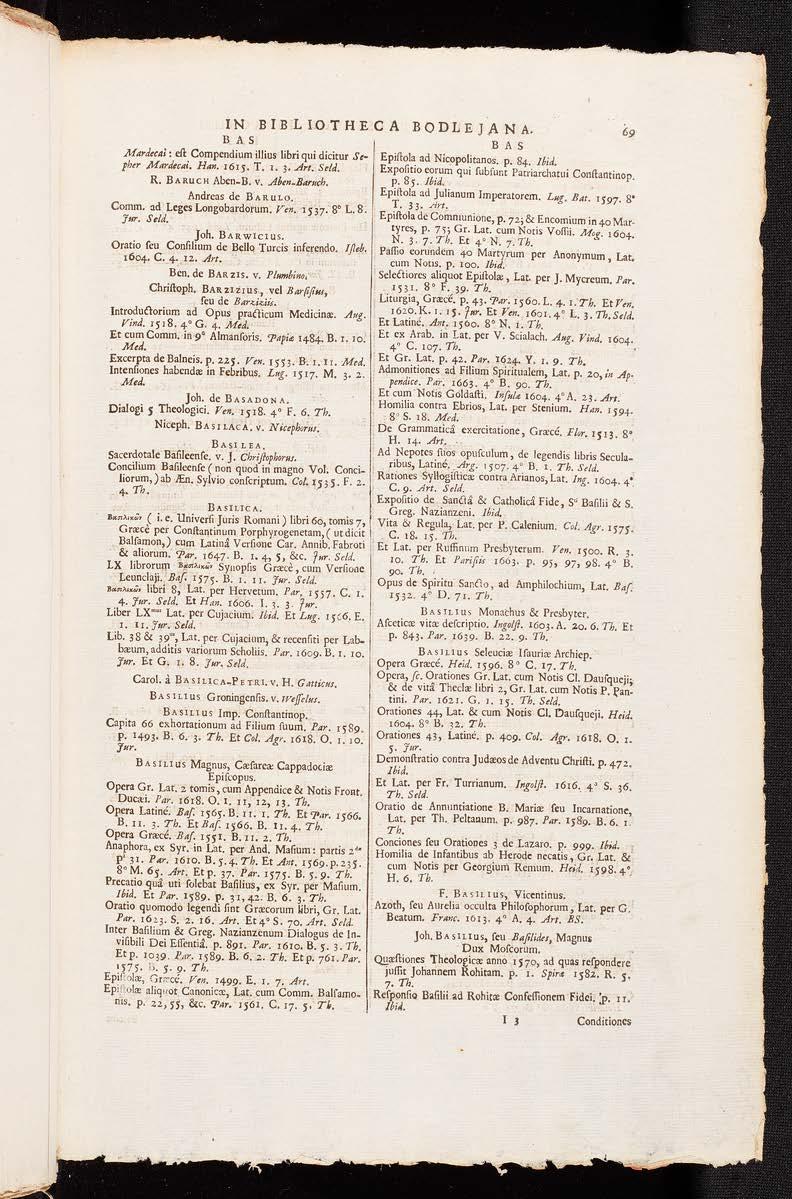 IN BIBLIOTHECA BODLEJANA. 69
BAS
Mardecai : eſt Compendium illius libri qui dicitur Se-
pher Mardecai. Han. 1615. T. 1. 3. Art. Seld.
R. BARUCH Aben-B. v. Aben-Baruch.
Andreas de BARULO.
Comm. ad Leges Longobardorum. Ven. 1537. 8° L. 8.
Jur. Seld.
Joh. BARWICIUS.
Oratio ſeu Conſilium de Bello Turcis inferendo. Iſleb.
1604. C. 4. 12. Art.
Ben. de BARZIS. v. Plumbino.
Chriſtoph. BARZIZIUS, vel Barſiſius,
ſeu de Barziziis.
Introductorium ad Opus practicum Medicinæ. Aug.
Vind. 1518. 4° G. 4. Med.
Et cum Comm. in 9° Almanſoris. Papiæ 1484. B. 1. 10.
Med.
Excerpta de Balneis. p. 225. Ven. 1553. B. 1. 11. Med.
Intenſiones habendæ in Febribus. Lug. 1517. M. 3. 2.
Med.
Joh. de BASADONA.
Dialogi 5 Theologici. Ven. 1518. 4° F. 6. Th.
Niceph. BASILACA. v. Nicephorus.
BASILEA.
Sacerdotale Baſileenſe. v. J. Chriſtophorus.
Concilium Baſileenſe ( non quod in magno Vol. Conci-
liorum, ) ab Æn. Sylvio conſcriptum. Col. 1535. F. 2.
4. Th.
BASILICA.
Βασιλικῶν ( i. e. Univerſi Juris Romani ) libri 60, tomis 7,
Græcè per Conſtantinum Porphyrogenetam, ( ut dicit
Balſamon, ) cum Latinâ Verſione Car. Annib. Fabroti
& aliorum. Par. 1647. B. 1. 4, 5, &c. Jur. Seld.
LX librorum Βασιλικῶν Synopſis Græcè, cum Verſione
Leunclaji. Baſ. 1575. B. 1. 11. Jur. Seld.
Βασιλικῶν libri 8, Lat. per Hervetum. Par. 1557. C. 1.
4. Jur. Seld. Et Han. 1606. I. 3. 3. Jur.
Liber LXmus Lat. per Cujacium. Ibid. Et Lug. 1566. E.
1. 11. Jur. Seld.
Lib. 38 & 39us, Lat. per Cujacium, & recenſiti per Lab-
bæum, additis variorum Scholiis. Par. 1609. B. 1. 10.
Jur. Et G. 1. 8. Jur. Seld.
Carol. à BASILICA-PETRI. v. H. Gatticus.
BASILIUS Groningenſis. v. Weſſelus.
BASILIUS Imp. Conſtantinop.
Capita 66 exhortationum ad Filium ſuum. Par. 1589.
p. 1493. B. 6. 3. Th. Et Col. Agr. 1618. O. 1. 10.
Jur.
BASILIUS Magnus, Cæſareæ Cappadociæ
Epiſcopus.
Opera Gr. Lat. 2 tomis, cum Appendice & Notis Front.
Ducæi. Par. 1618. O. 1. 11, 12, 13. Th.
Opera Latiné. Baſ. 1565. B. 11. 1. Th. Et Par. 1566.
B. 11. 3. Th. Et Baſ. 1566. B. 11. 4. Th.
Opera Græcé. Baſ. 1551. B. 11. 2. Th.
Anaphora, ex Syr. in Lat. per And. Maſium : partis 2dæ
p. 31. Par. 1610. B. 5. 4. Th. Et Ant. 1569. p. 235.
8° M. 65. Art. Et p. 37. Par. 1575. B. 5. 9. Th.
Precatio quâ uti ſolebat Baſilius, ex Syr. per Maſium.
Ibid. Et Par. 1589. p. 31, 42. B. 6. 3. Th.
Oratio quomodo legendi ſint Græcorum libri, Gr. Lat.
Par. 1623. S. 2. 16. Art. Et 4° S. 70. Art. Seld.
Inter Baſilium & Greg. Nazianzenum Dialogus de In-
viſibili Dei Eſſentiâ. p. 891. Par. 1610. B. 5. 3. Th.
Et p. 1039. Par. 1589. B. 6. 2. Th. Et p. 761. Par.
1575. B. 5. 9. Th.
Epiſtolæ, Græcé. Ven. 1499. E. 1. 7. Art.
Epiſtolæ aliquot Canonicæ, Lat. cum Comm. Balſamo-
nis. p. 22, 55, &c. Par. 1561. C. 17. 5. Th.
BAS
Epiſtola ad Nicopolitanos. p. 84. Ibid.
Expoſitio eorum qui ſubſunt Patriarchatui Conſtantinop.
p. 85. Ibid.
Epiſtola ad Julianum Imperatorem. Lug. Bat. 1597. 8°
T. 33. Art.
Epiſtola de Communione, p. 72; & Encomium in 40 Mar-
tyres, p. 75; Gr. Lat. cum Notis Voſſii. Mog. 1604.
N. 3. 7. Th. Et 4° N. 7. Th.
Paſſio eorundem 40 Martyrum per Anonymum, Lat.
cum Notis. p. 100. Ibid.
Selectiores aliquot Epiſtolæ, Lat. per J. Mycreum. Par.
1531. 8° F. 39. Th.
Liturgia, Græcé. p. 43. Par. 1560. L. 4. 1. Th. Et Ven.
1620. K. 1. 15. Jur. Et Ven. 1601. 4° L. 3. Th. Seld.
Et Latiné. Ant. 1560. 8° N. 1. Th.
Et ex Arab. in Lat. per V. Scialach. Aug. Vind. 1604.
4° C. 107. Th.
Et Gr. Lat. p. 42. Par. 1624. Y. 1. 9. Th.
Admonitiones ad Filium Spiritualem, Lat. p. 20, in Ap-
pendice. Par. 1663. 4° B. 90. Th.
Et cum Notis Goldaſti. Inſulæ 1604. 4° A. 23. Art.
Homilia contra Ebrios, Lat. per Stenium. Han. 1594.
8° S. 18. Med.
De Grammaticâ exercitatione, Græcé. Flor. 1513. 8°
H. 14. Art.
Ad Nepotes ſuos opuſculum, de legendis libris Secula-
ribus, Latiné. Arg. 1507. 4° B. 1. Th. Seld.
Rationes Syllogiſticæ contra Arianos, Lat. Ing. 1604. 4°
C. 9. Art. Seld.
Expoſitio de Sanctâ & Catholicâ Fide, Sti Baſilii & S.
Greg. Nazianzeni. Ibid.
Vita & Regula, Lat. per P. Calenium. Col. Agr. 1575.
C. 18. 15. Th.
Et Lat. per Ruffinum Presbyterum. Ven. 1500. R. 3.
10. Th. Et Pariſiis 1603. p. 95, 97, 98. 4° B.
90. Th.
Opus de Spiritu Sancto, ad Amphilochium, Lat. Baſ.
1532. 4° D. 71. Th.
BASILIUS Monachus & Presbyter.
Aſceticæ vitæ deſcriptio. Ingolſt. 1603. A. 20. 6. Th. Et
p. 843. Par. 1639. B. 22. 9. Th.
BASILIUS Seleuciæ Iſauriæ Archiep.
Opera Græcé. Heid. 1596. 8° C. 17. Th.
Opera, ſc. Orationes Gr. Lat. cum Notis Cl. Dauſqueji;
& de vitâ Theclæ libri 2, Gr. Lat. cum Notis P. Pan-
tini. Par. 1621. G. 1. 15. Th. Seld.
Orationes 44, Lat. & cum Notis Cl. Dauſqueji. Heid.
1604. 8° B. 32. Th.
Orationes 43, Latiné. p. 409. Col. Agr. 1618. O. 1.
5. Jur.
Demonſtratio contra Judæos de Adventu Chriſti. p. 472.
Ibid.
Et Lat. per Fr. Turrianum. Ingolſt. 1616. 4° S. 36.
Th. Seld.
Oratio de Annuntiatione B. Mariæ ſeu Incarnatione,
Lat. per Th. Peltanum. p. 987. Par. 1589. B. 6. 1.
Th.
Conciones ſeu Orationes 3 de Lazaro. p. 999. Ibid.
Homilia de Infantibus ab Herode necatis, Gr. Lat. &
cum Notis per Georgium Remum. Heid. 1598. 4°
H. 6. Th.
F. BASILIUS, Vicentinus.
Azoth, ſeu Aurelia occulta Philoſophorum, Lat. per G.
Beatum. Franc. 1613. 4° A. 4. Art. BS.
Joh. BASILIUS, ſeu Baſilides, Magnus
Dux Moſcorum.
Quæſtiones Theologicæ anno 1570, ad quas reſpondere
juſſit Johannem Rohitam. p. 1. Spiræ 1582. R. 5.
7. Th.
Reſponſio Baſilii ad Rohitæ Confeſſionem Fidei. p. 11.
Ibid.
I 3 Conditiones